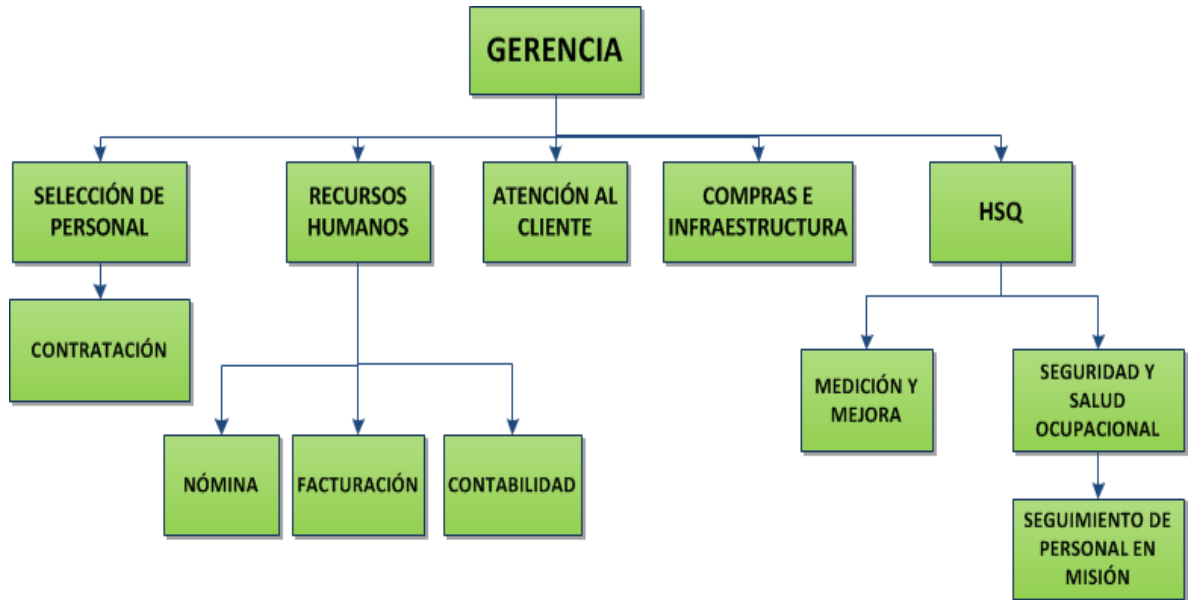 GERENCIA
SELECCIÓN DE
PERSONAL
RECURSOS
HUMANOS
ATENCIÓN AL
CLIENTE
COMPRAS E
INFRAESTRUCTURA
HSQ
CONTRATACIÓN
MEDICIÓN Y
MEJORA
SEGURIDAD Y
SALUD
OCUPACIONAL
NÓMINA
FACTURACIÓN
CONTABILIDAD
SEGUIMIENTO DE
PERSONAL EN
MISIÓN